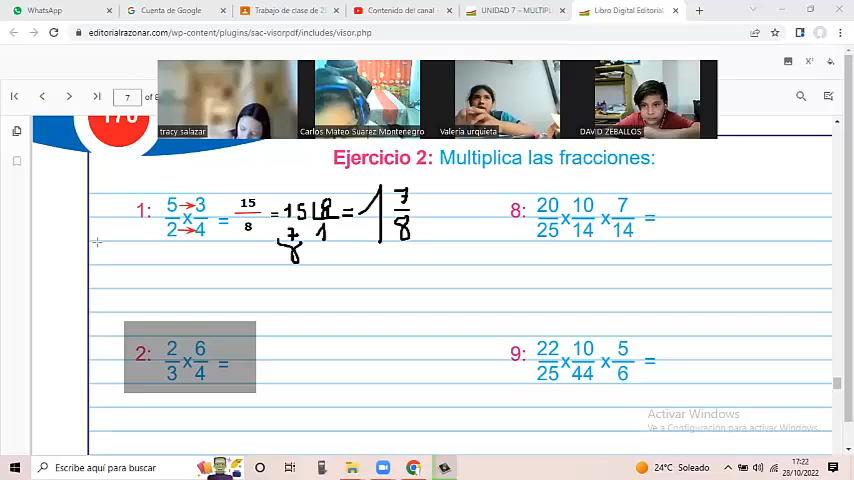 WhatsApp
Cuenta de Google
Trabajo de clase de 2
Contenido del canal
UNIDAD 7 – MULTIPL
Libro Digital Editorial
editorialrazonar.com/wp-content/plugins/sac-visorpdf/includes/visor.php
7 of 8
tracy salazar
Carlos Mateo Suarez Montenegro
Valeria urquieta
DAVID ZEBALLOS
170
Ejercicio 2: Multiplica las fracciones:
1: 5/2 x 3/4 = 15/8 = 15 8 = 1 7/8
7 1
8
8: 20/25 x 10/14 x 7/14 =
2: 2/3 x 6/4 =
9: 22/25 x 10/44 x 5/6 =
Activar Windows
Ve a Configuración para activar Windows.
Escribe aquí para buscar
24°C Soleado
17:22
28/10/2022